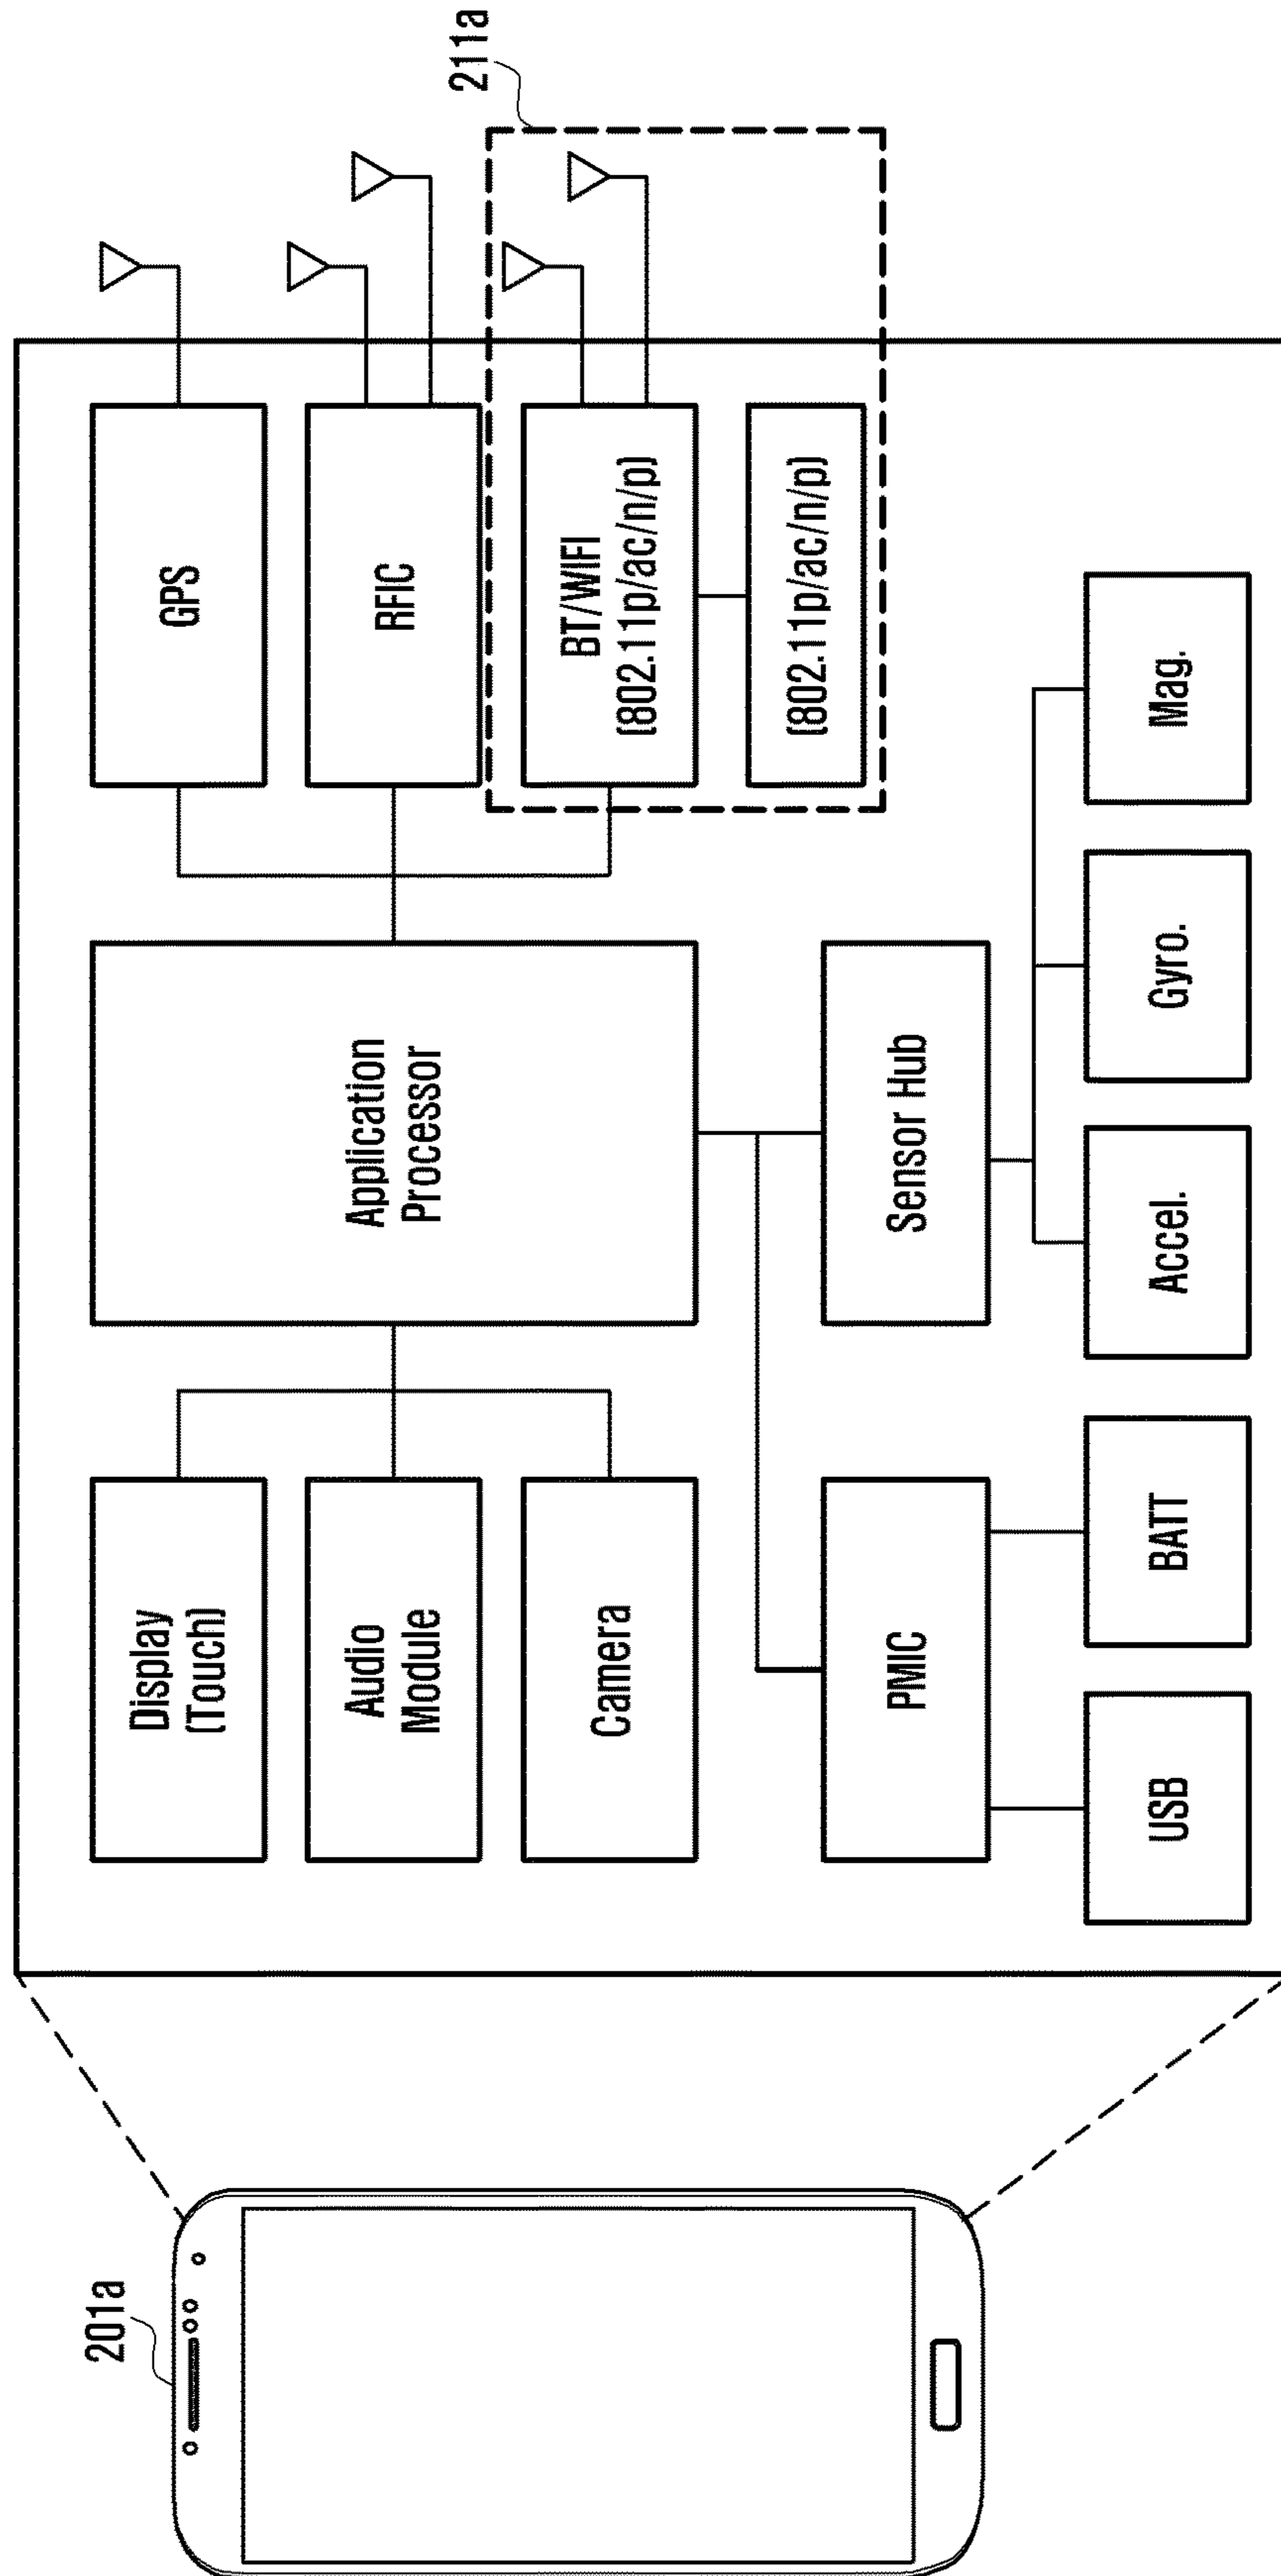 201a
Display
(Touch)
Audio
Module
Camera
Application
Processor
GPS
RFIC
BT/WIFI
(802.11p/ac/n/p)
(802.11p/ac/n/p)
211a
PMIC
Sensor Hub
USB
BATT
Accel.
Gyro.
Mag.